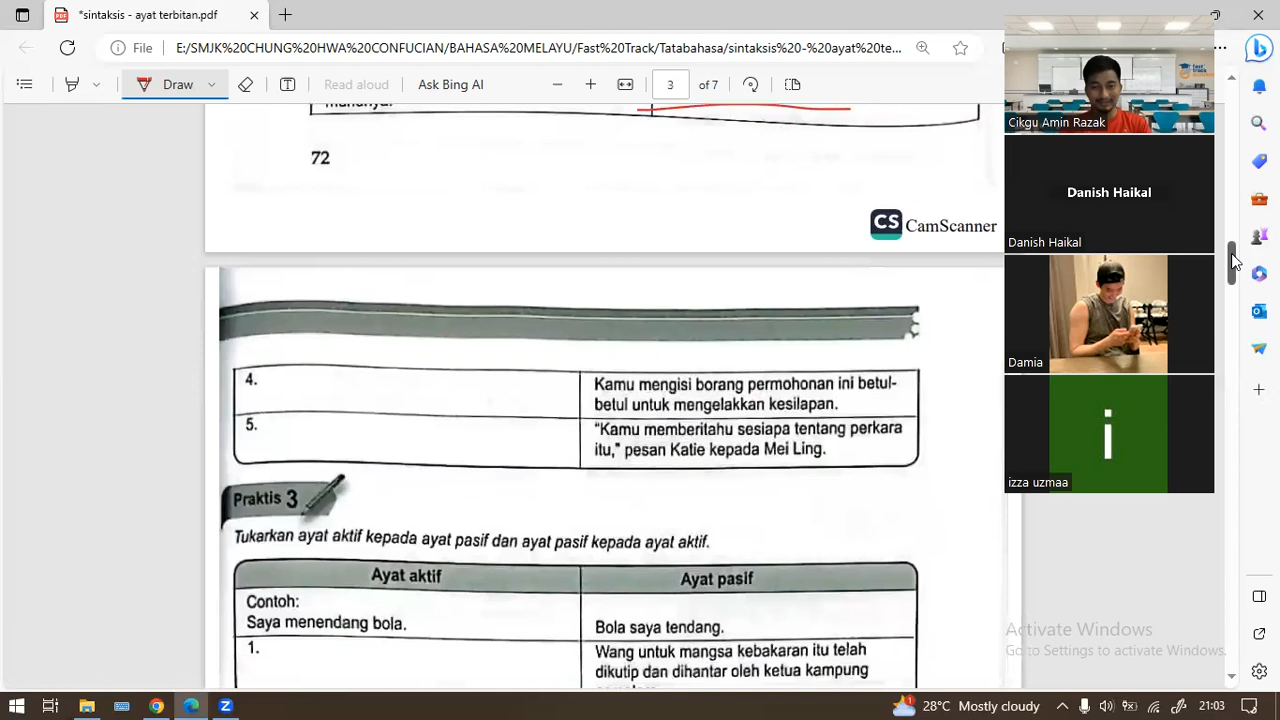 *sintaksis - ayat terbitan.pdf
File
E:/SMJK%20CHUNG%20HWA%20CONFUCIAN/BAHASA%20MELAYU/Fast%20Track/Tatabahasa/sintaksis%20-%20ayat%20te...
Draw
Read aloud
Ask Bing AI
3
of 7
72
CS CamScanner
4.
Kamu mengisi borang permohonan ini betul-
betul untuk mengelakkan kesilapan.
5.
“Kamu memberitahu sesiapa tentang perkara
itu,” pesan Katie kepada Mei Ling.
Praktis 3
Tukarkan ayat aktif kepada ayat pasif dan ayat pasif kepada ayat aktif.
Ayat aktif
Ayat pasif
Contoh:
Saya menendang bola.
Bola saya tendang.
1.
Wang untuk mangsa kebakaran itu telah
dikutip dan dihantar oleh ketua kampung
Cikgu Amin Razak
Danish Haikal
Danish Haikal
Damia
i
izza uzmaa
Activate Windows
Go to Settings to activate Windows.
28°C Mostly cloudy
21:03